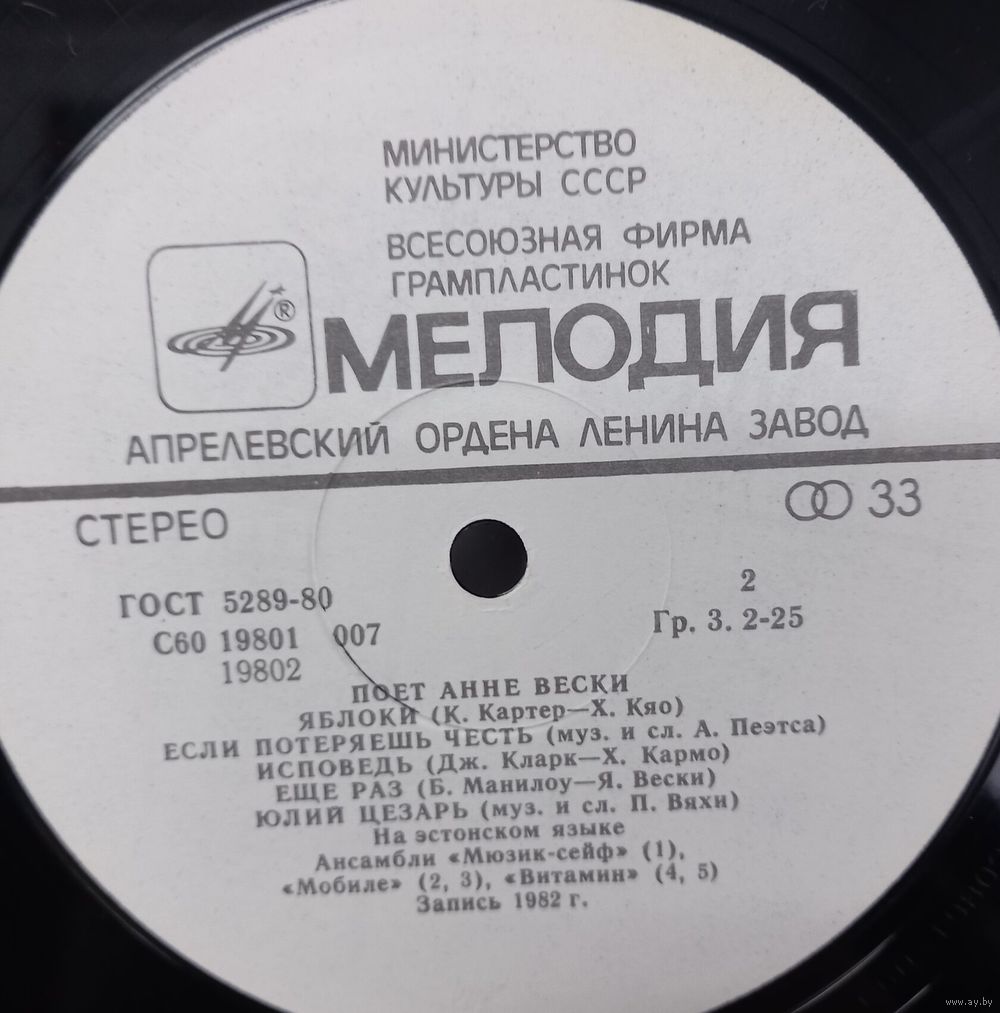 МИНИСТЕРСТВО
КУЛЬТУРЫ СССР
ВСЕСОЮЗНАЯ ФИРМА
ГРАМПЛАСТИНОК
®
МЕЛОДИЯ
АПРЕЛЕВСКИЙ ОРДЕНА ЛЕНИНА ЗАВОД
СТЕРЕО
33
ГОСТ 5289-80
2
С60 19801 007
Гр. 3. 2-25
19802
ПОЕТ АННЕ ВЕСКИ
ЯБЛОКИ (К. Картер—Х. Кяо)
ЕСЛИ ПОТЕРЯЕШЬ ЧЕСТЬ (муз. и сл. А. Пеэтса)
ИСПОВЕДЬ (Дж. Кларк—Х. Кармо)
ЕЩЕ РАЗ (Б. Манилоу—Я. Вески)
ЮЛИЙ ЦЕЗАРЬ (муз. и сл. П. Вяхи)
На эстонском языке
Ансамбли «Мюзик-сейф» (1),
«Мобиле» (2, 3), «Витамин» (4, 5)
Запись 1982 г.
www.ay.by